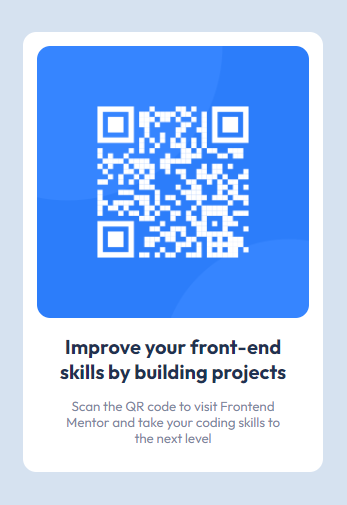 Improve your front-end
skills by building projects
Scan the QR code to visit Frontend
Mentor and take your coding skills to
the next level